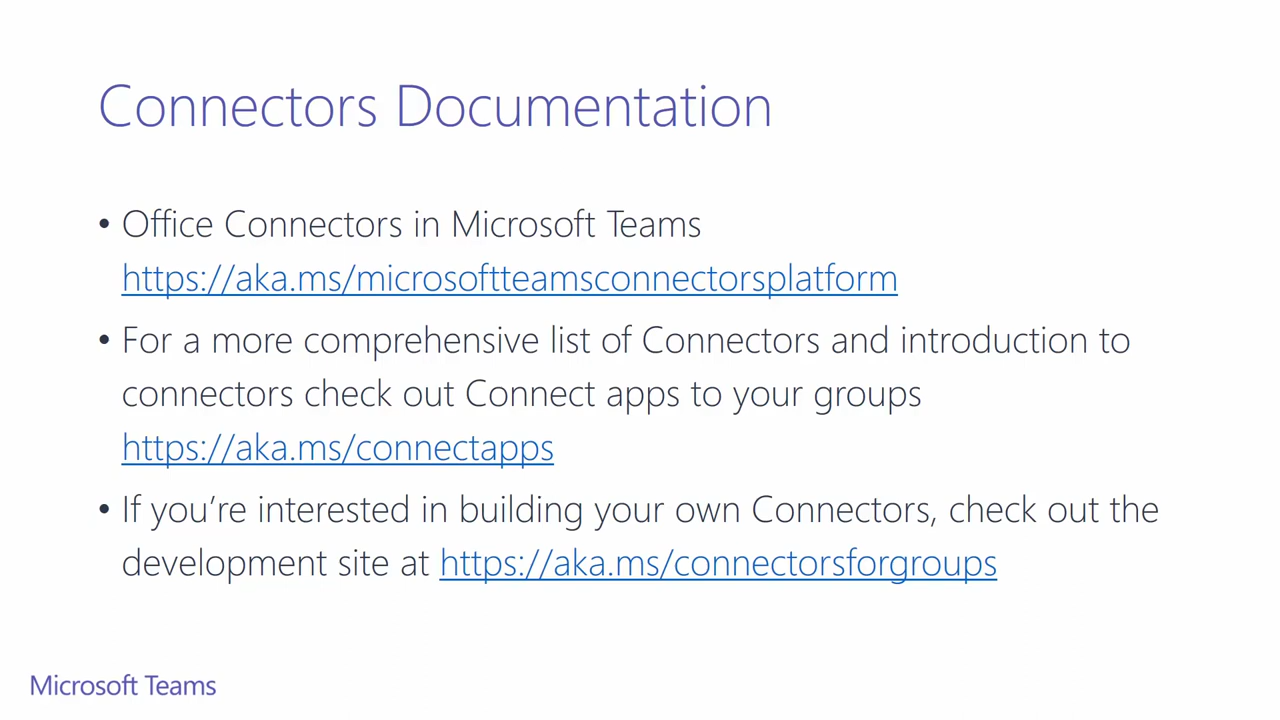 Connectors Documentation
• Office Connectors in Microsoft Teams
https://aka.ms/microsoftteamsconnectorsplatform
• For a more comprehensive list of Connectors and introduction to
connectors check out Connect apps to your groups
https://aka.ms/connectapps
• If you’re interested in building your own Connectors, check out the
development site at https://aka.ms/connectorsforgroups
Microsoft Teams